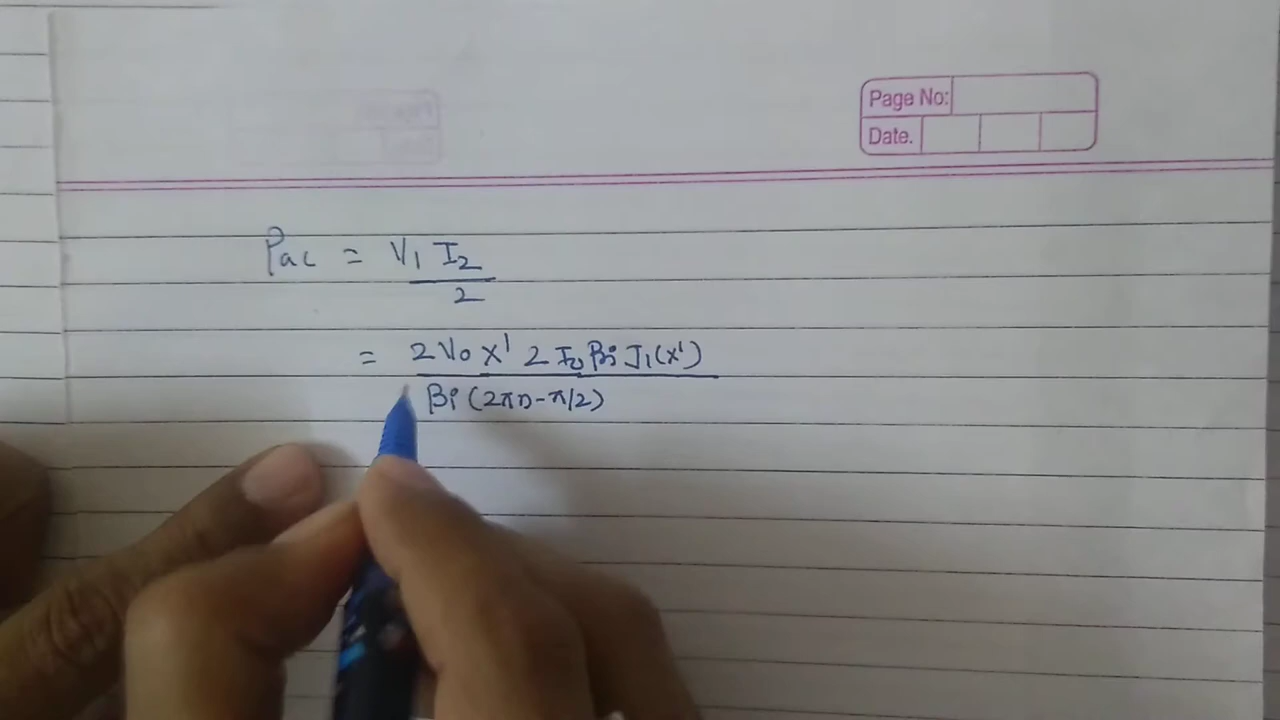 Page No:
Date.
Pac = V1 I2
2
= 2V0 X' 2 I0 βi J1(X')
βi (2πn-π/2)